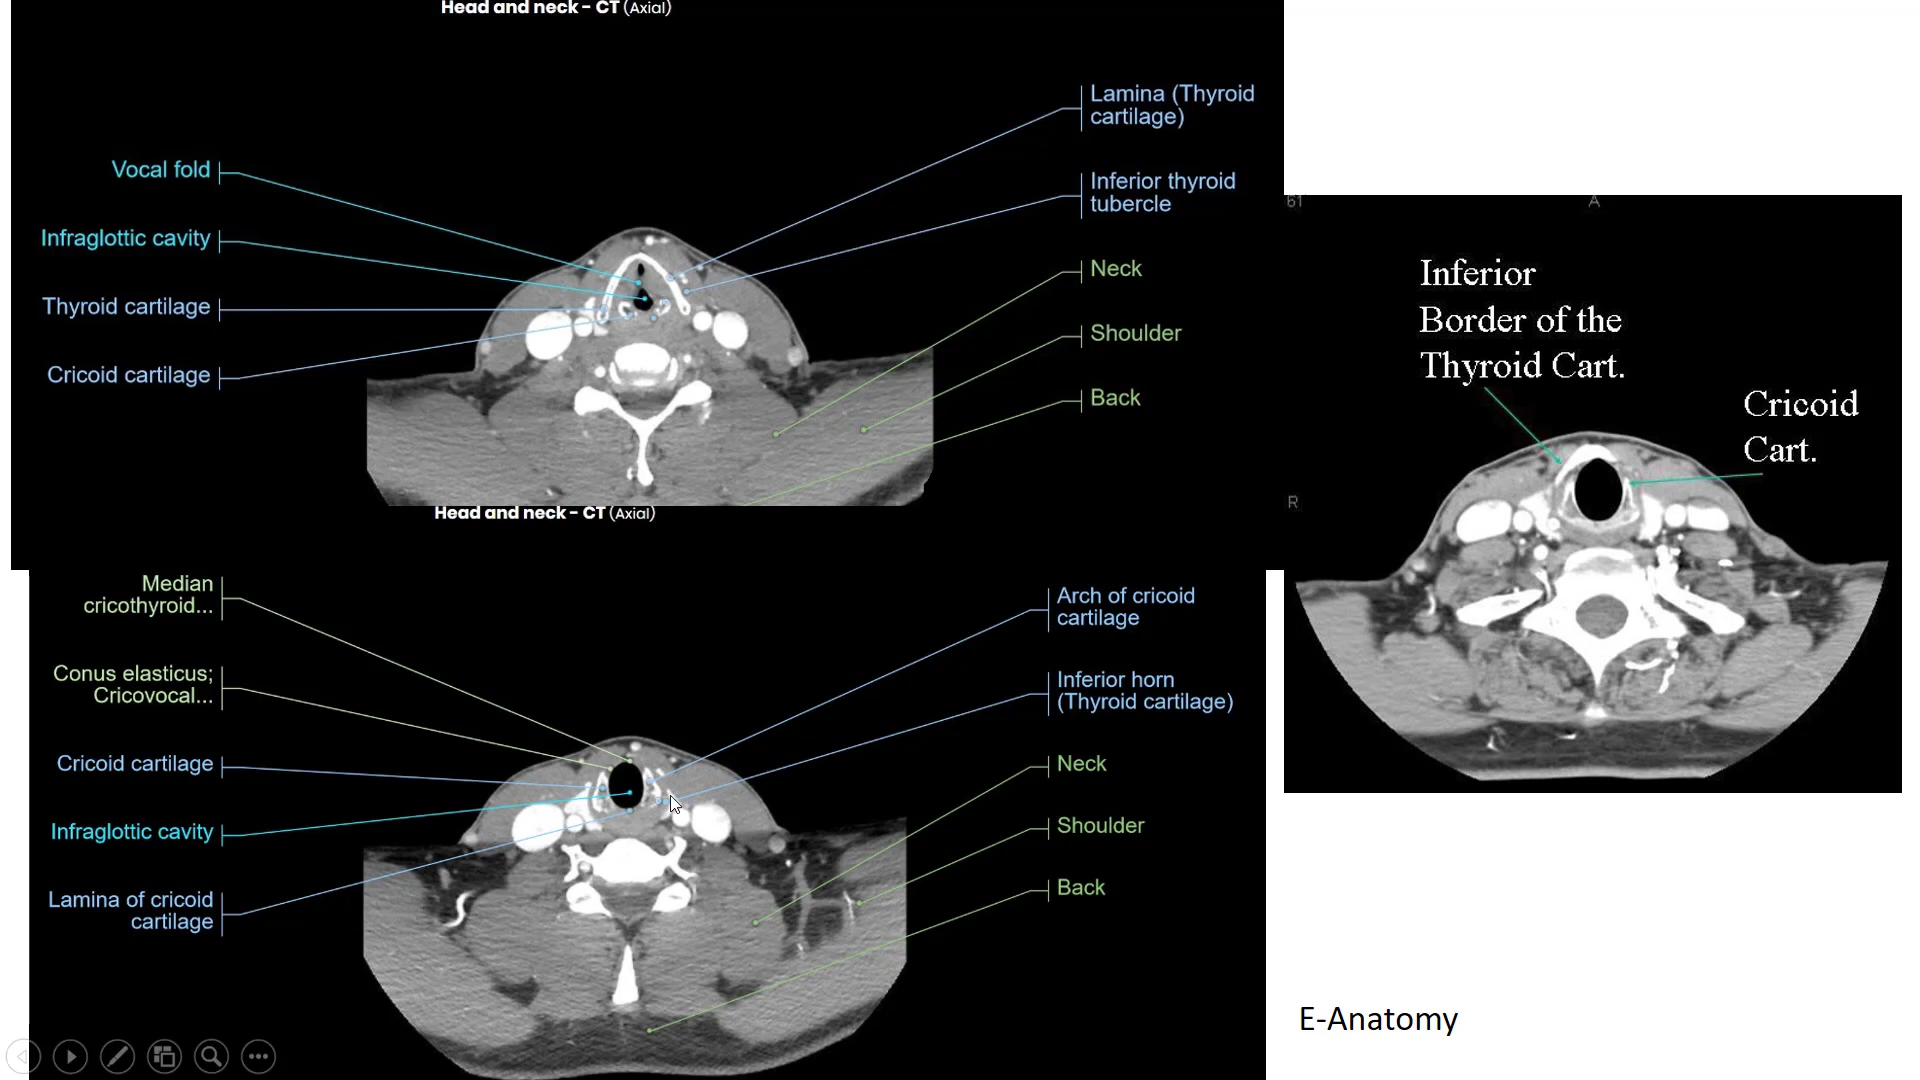 Head and neck - CT (Axial)
Vocal fold
Infraglottic cavity
Thyroid cartilage
Cricoid cartilage
Lamina (Thyroid
cartilage)
Inferior thyroid
tubercle
Neck
Shoulder
Back
Head and neck - CT (Axial)
Median
cricothyroid...
Conus elasticus;
Cricovocal...
Cricoid cartilage
Infraglottic cavity
Lamina of cricoid
cartilage
Arch of cricoid
cartilage
Inferior horn
(Thyroid cartilage)
Neck
Shoulder
Back
61
A
R
Inferior
Border of the
Thyroid Cart.
Cricoid
Cart.
E-Anatomy